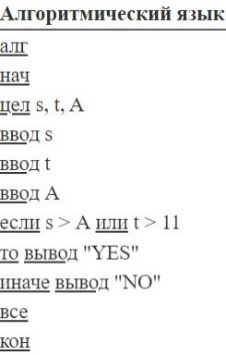 Алгоритмический язык
алг
нач
цел s, t, A
ввод s
ввод t
ввод A
если s > A или t > 11
то вывод "YES"
иначе вывод "NO"
все
кон